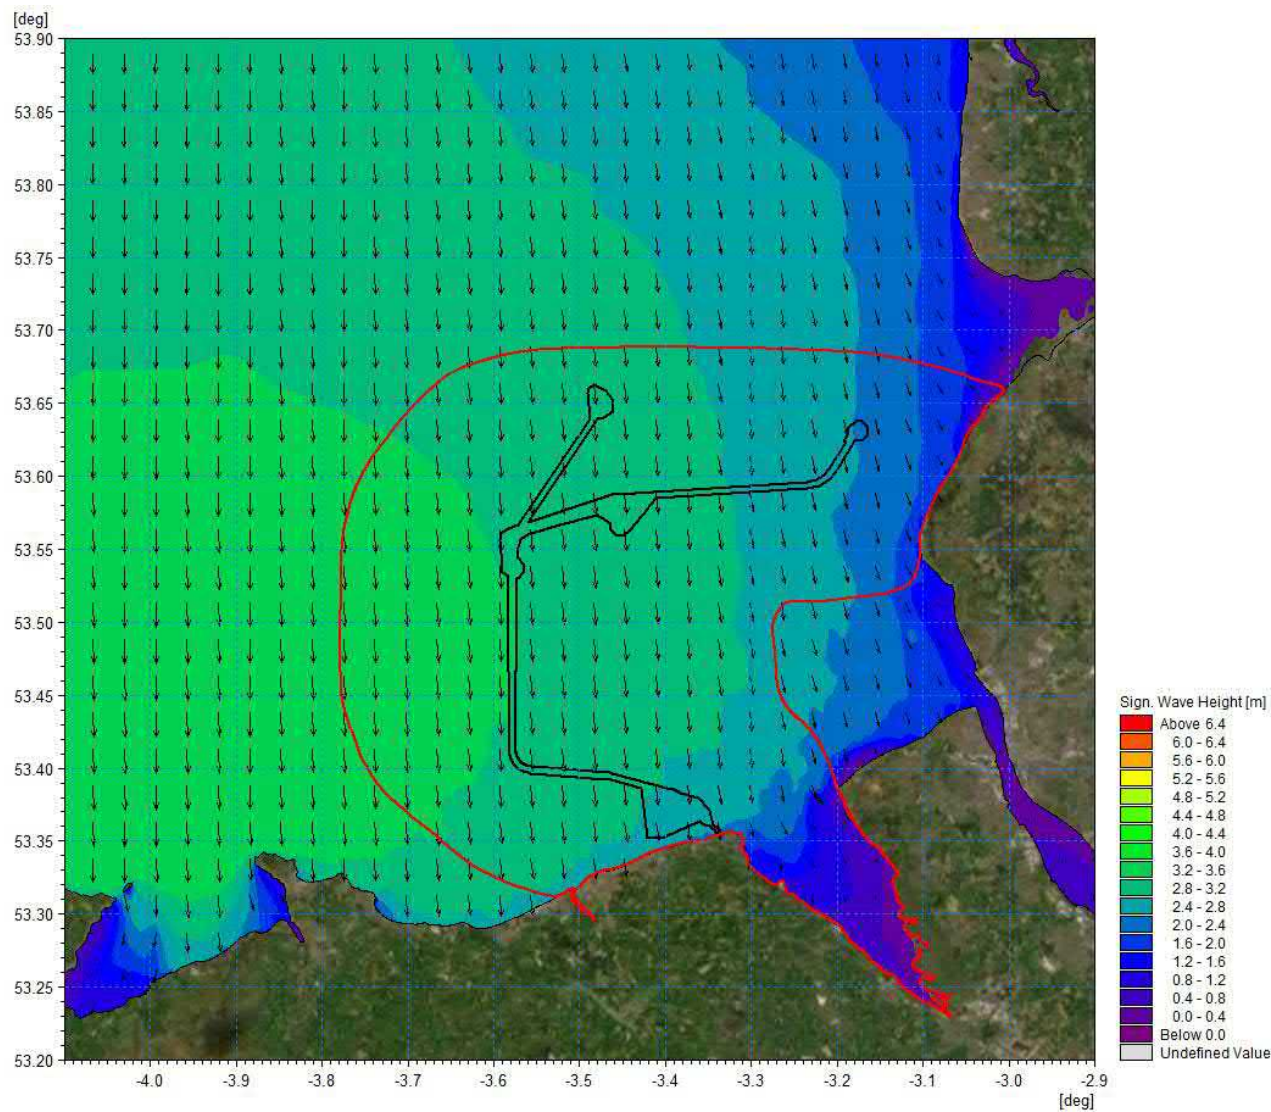 [deg]
53.90
53.85
53.80
53.75
53.70
53.65
53.60
53.55
53.50
53.45
53.40
53.35
53.30
53.25
53.20
-4.0 -3.9 -3.8 -3.7 -3.6 -3.5 -3.4 -3.3 -3.2 -3.1 -3.0 -2.9
[deg]
Sign. Wave Height [m]
Above 6.4
6.0 - 6.4
5.6 - 6.0
5.2 - 5.6
4.8 - 5.2
4.4 - 4.8
4.0 - 4.4
3.6 - 4.0
3.2 - 3.6
2.8 - 3.2
2.4 - 2.8
2.0 - 2.4
1.6 - 2.0
1.2 - 1.6
0.8 - 1.2
0.4 - 0.8
0.0 - 0.4
Below 0.0
Undefined Value